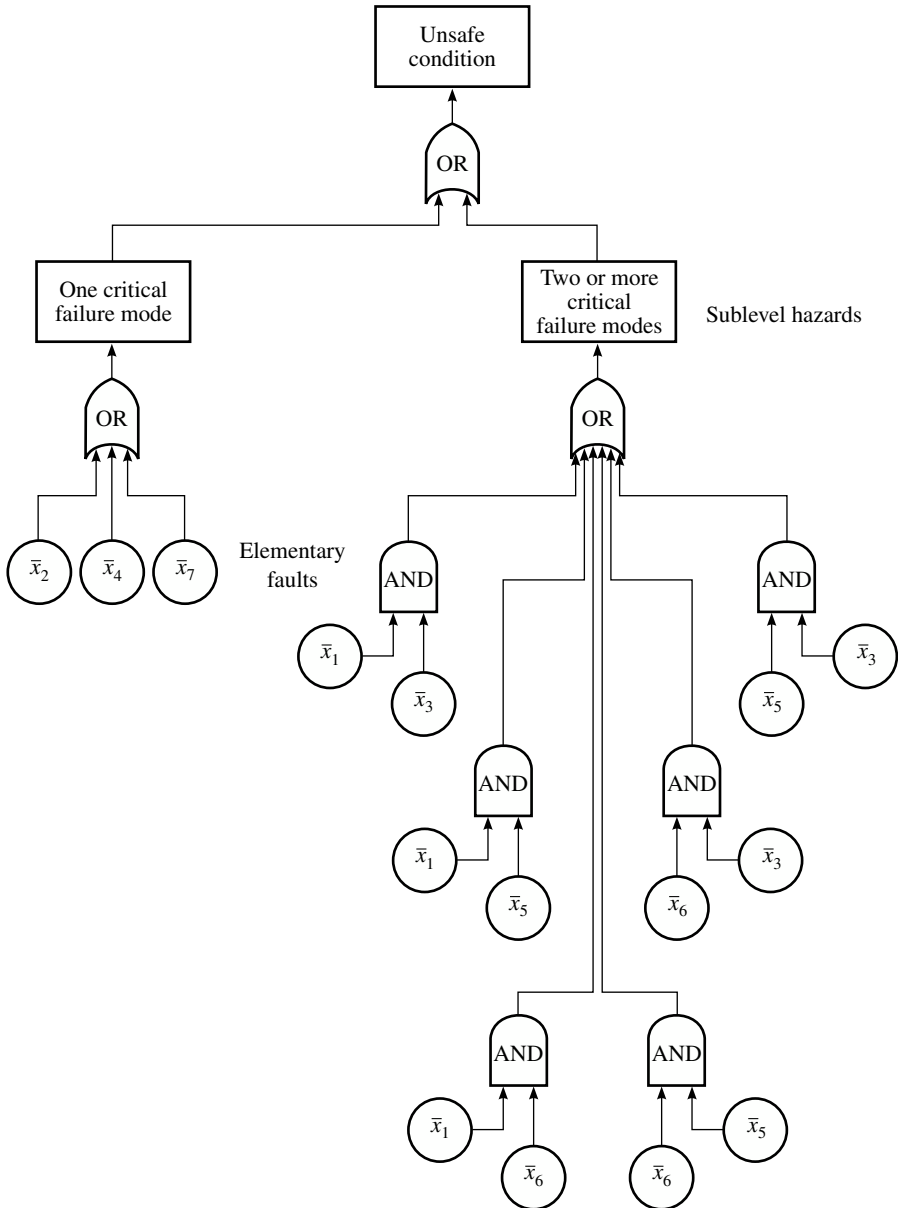 Unsafe
condition
OR
One critical
failure mode
Two or more
critical
failure modes
Sublevel hazards
OR
OR
x̄₂
x̄₄
x̄₇
Elementary
faults
AND
AND
x̄₁
x̄₃
x̄₅
x̄₃
AND
AND
x̄₁
x̄₅
x̄₆
x̄₃
AND
AND
x̄₁
x̄₆
x̄₆
x̄₅